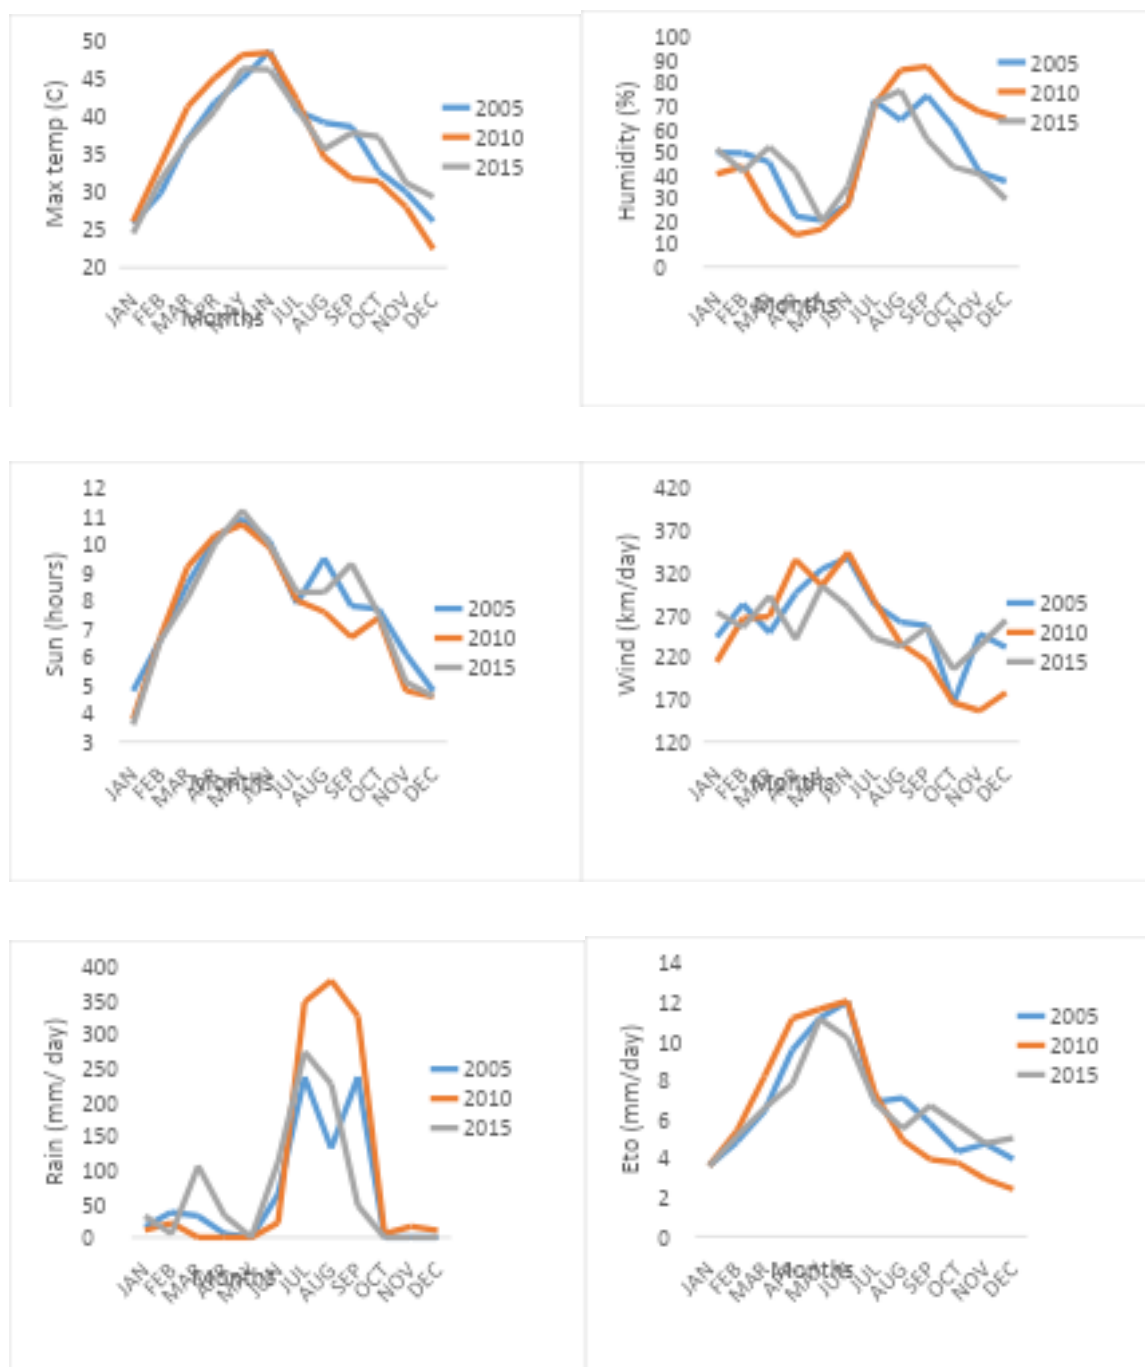 50
45
40
35
30
25
20
Max temp (C)
2005
2010
2015
JAN
FEB
MAR
APR
MAY
JUN
JUL
AUG
SEP
OCT
NOV
DEC
Months
100
90
80
70
60
50
40
30
20
10
0
Humidity (%)
2005
2010
2015
JAN
FEB
MAR
APR
MAY
JUN
JUL
AUG
SEP
OCT
NOV
DEC
Months
12
11
10
9
8
7
6
5
4
3
Sun (hours)
2005
2010
2015
JAN
FEB
MAR
APR
MAY
JUN
JUL
AUG
SEP
OCT
NOV
DEC
Months
420
370
320
270
220
170
120
Wind (km/day)
2005
2010
2015
JAN
FEB
MAR
APR
MAY
JUN
JUL
AUG
SEP
OCT
NOV
DEC
Months
400
350
300
250
200
150
100
50
0
Rain (mm/ day)
2005
2010
2015
JAN
FEB
MAR
APR
MAY
JUN
JUL
AUG
SEP
OCT
NOV
DEC
Months
14
12
10
8
6
4
2
0
Eto (mm/day)
2005
2010
2015
JAN
FEB
MAR
APR
MAY
JUN
JUL
AUG
SEP
OCT
NOV
DEC
Months